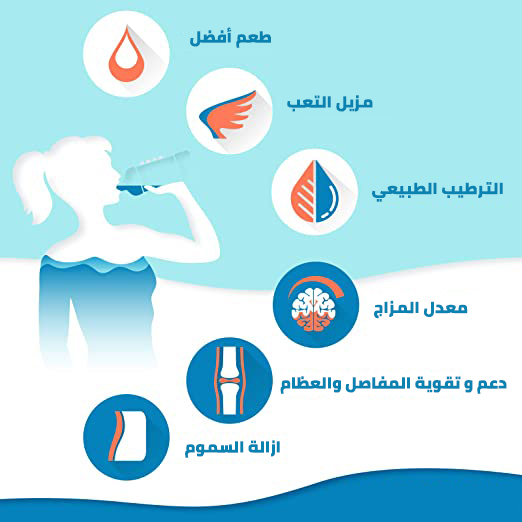 طعم أفضل
مزيل التعب
الترطيب الطبيعي
معدل المزاج
دعم و تقوية المفاصل والعظام
ازالة السموم